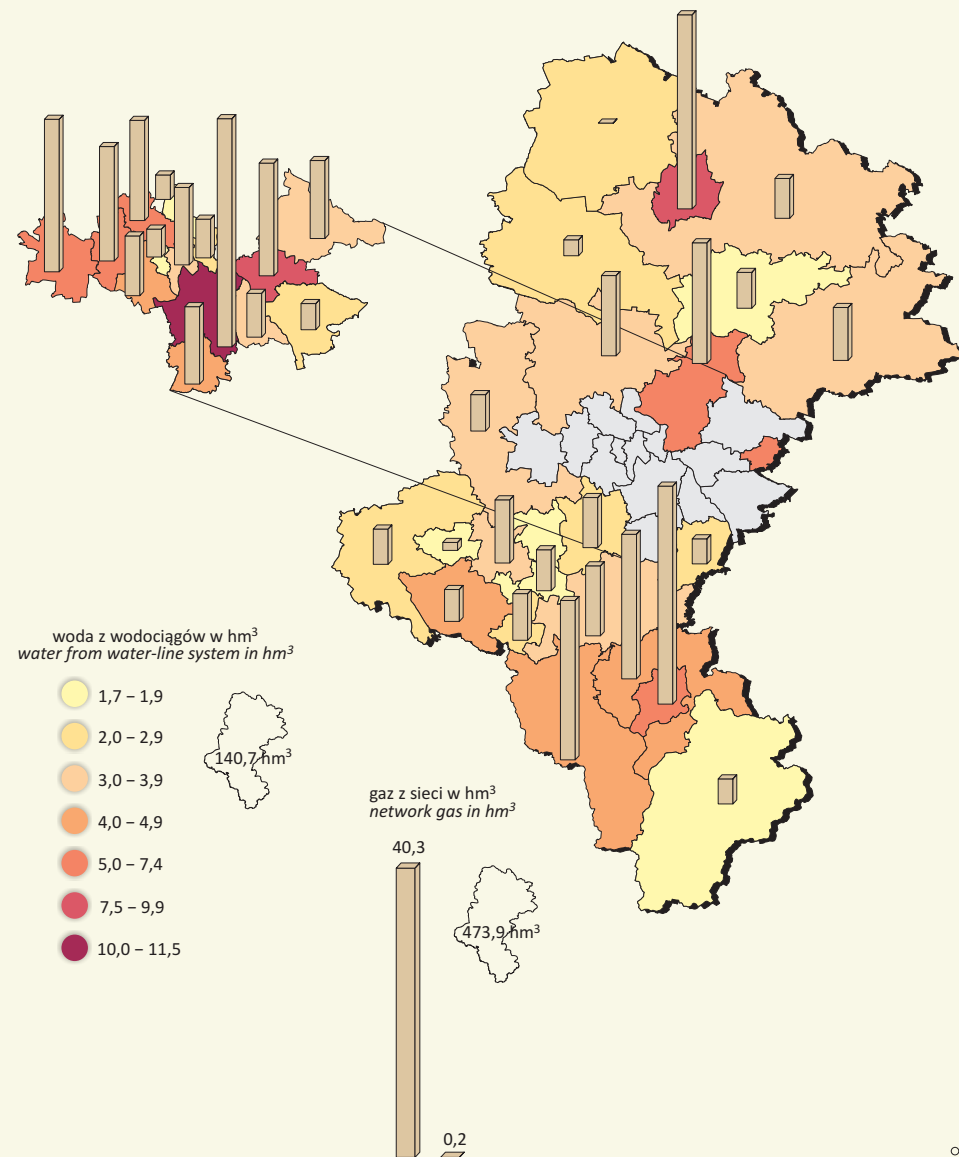 woda z wodociągów w hm³
water from water-line system in hm³
1,7 – 1,9
2,0 – 2,9
3,0 – 3,9
4,0 – 4,9
5,0 – 7,4
7,5 – 9,9
10,0 – 11,5
140,7 hm³
gaz z sieci w hm³
network gas in hm³
40,3
473,9 hm³
0,2